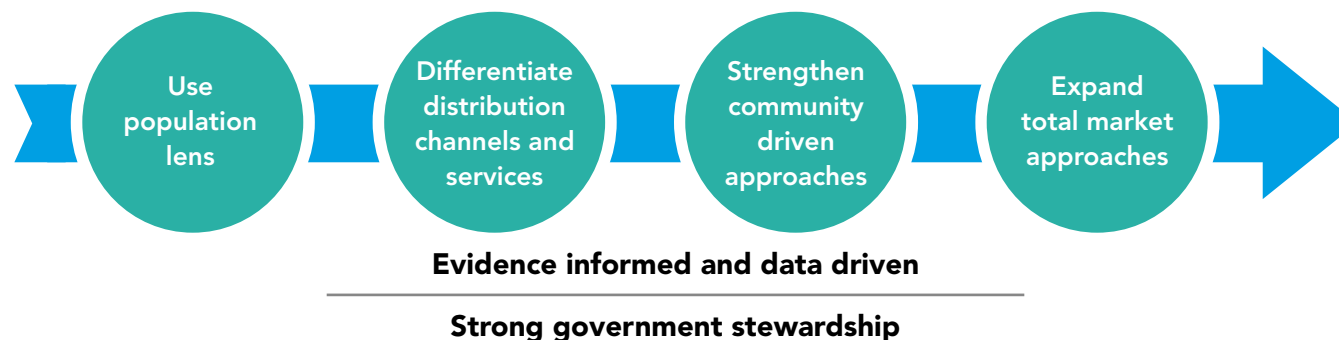 Use
population
lens
Differentiate
distribution
channels and
services
Strengthen
community
driven
approaches
Expand
total market
approaches
Evidence informed and data driven
Strong government stewardship